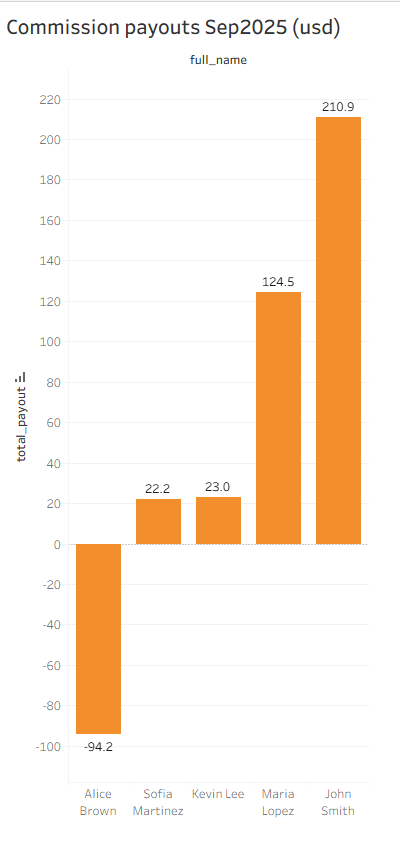 Commission payouts Sep2025 (usd)
full_name
220
210.9
200
180
160
140
124.5
120
100
80
total_payout
60
40
22.2
23.0
20
0
-20
-40
-60
-80
-100
-94.2
Alice Brown
Sofia Martinez
Kevin Lee
Maria Lopez
John Smith